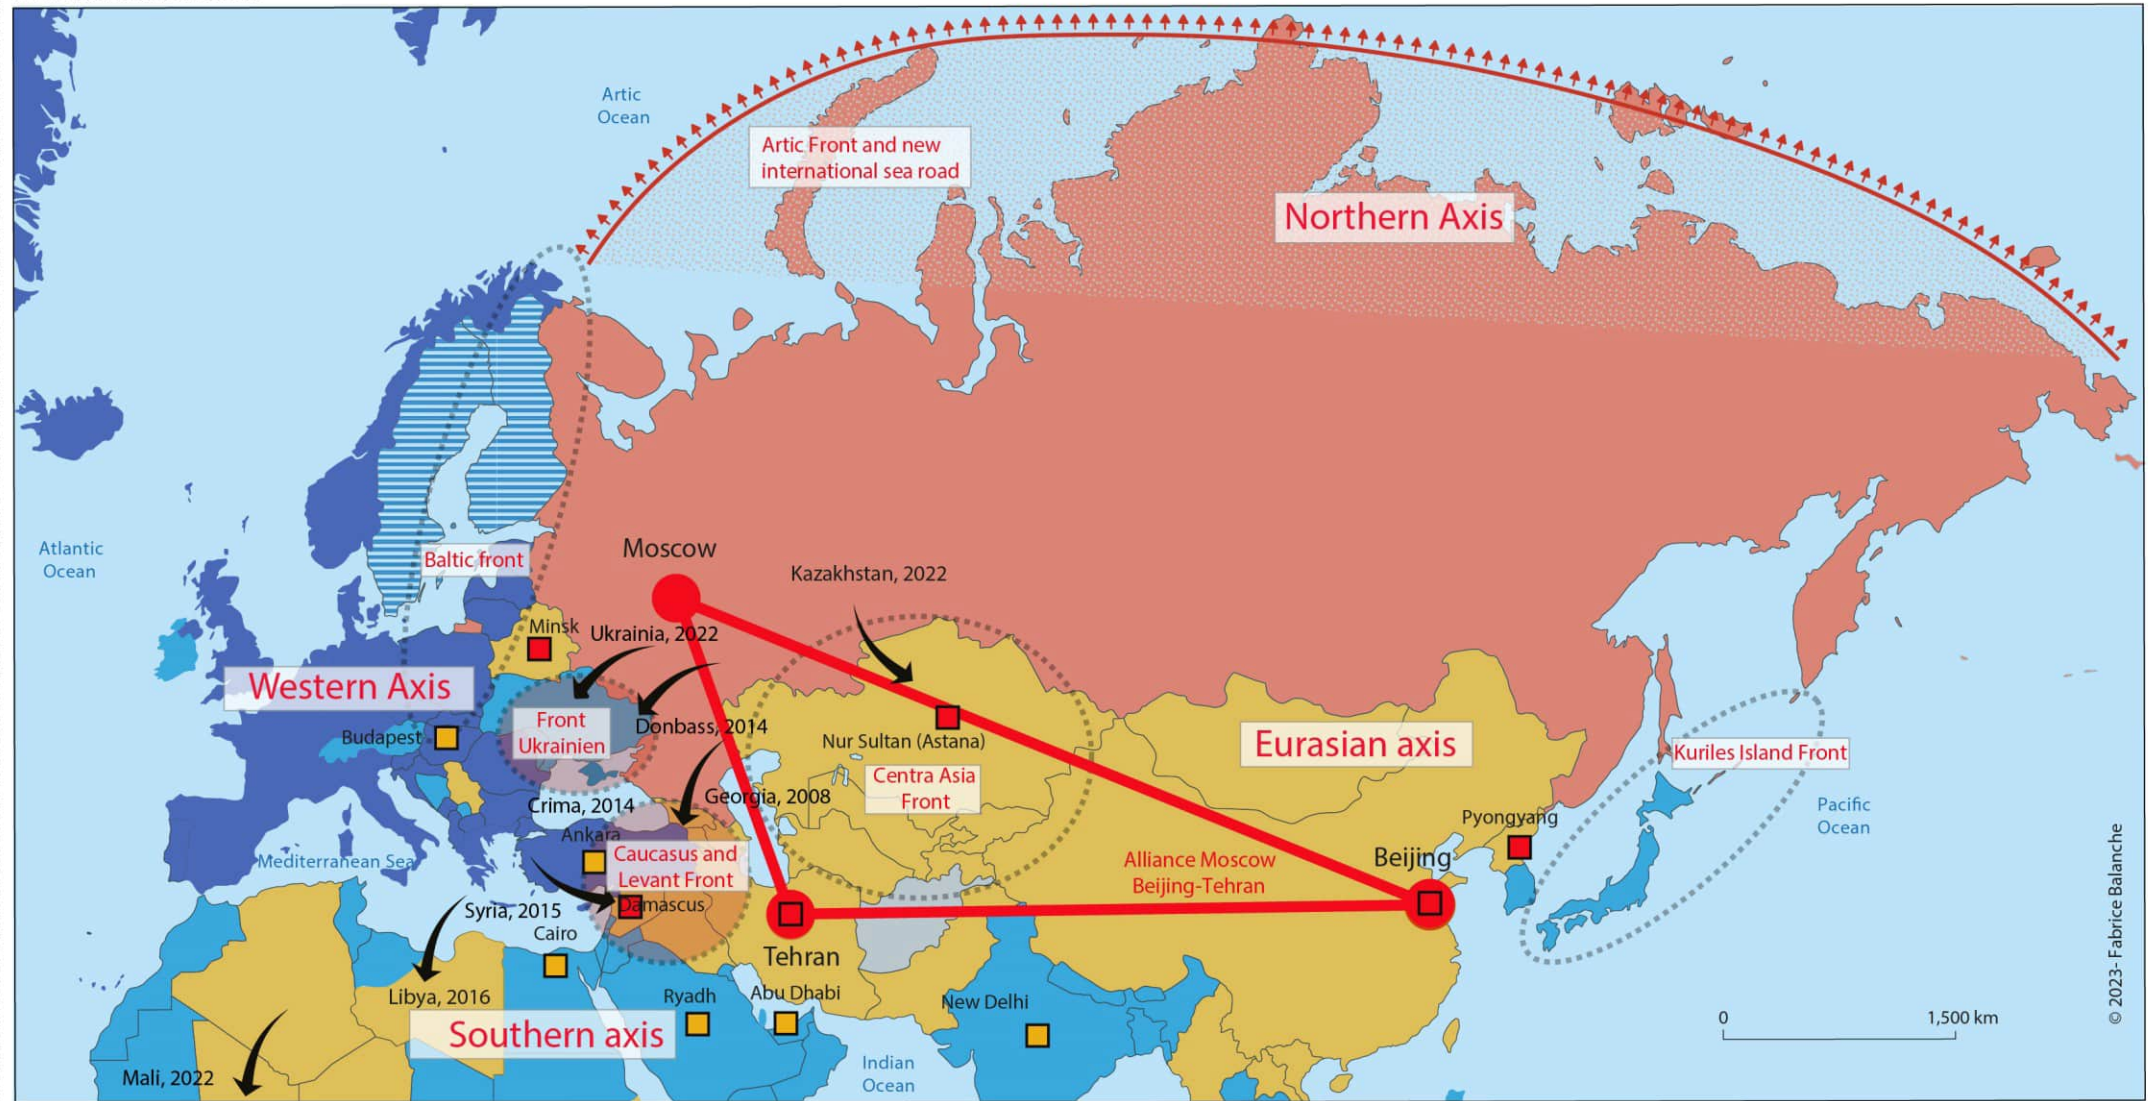 Artic
Ocean
Artic Front and new
international sea road
Northern Axis
Atlantic
Ocean
Baltic front
Moscow
Kazakhstan, 2022
Minsk
Ukrainia, 2022
Western Axis
Front
Ukrainien
Donbass, 2014
Budapest
Nur Sultan (Astana)
Eurasian axis
Kuriles Island Front
Centra Asia
Front
Crima, 2014
Georgia, 2008
Pacific
Ocean
Pyongyang
Ankara
Mediterranean Sea
Caucasus and
Levant Front
Alliance Moscow
Beijing-Tehran
Beijing
Damascus
Syria, 2015
Cairo
Tehran
Libya, 2016
Ryadh
Abu Dhabi
New Delhi
Southern axis
Indian
Ocean
Mali, 2022
0
1,500 km
© 2023- Fabrice Balanche